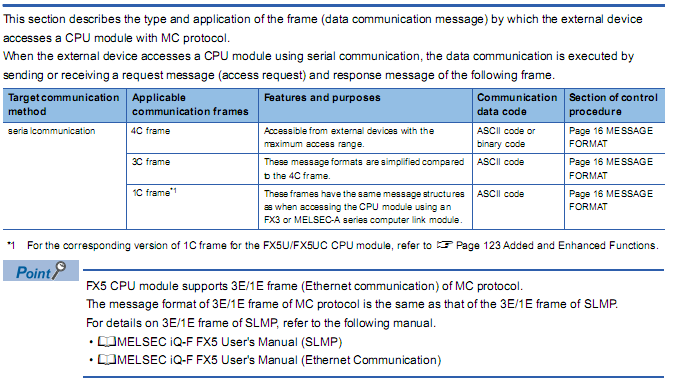 This section describes the type and application of the frame (data communication message) by which the external device
accesses a CPU module with MC protocol.
When the external device accesses a CPU module using serial communication, the data communication is executed by
sending or receiving a request message (access request) and response message of the following frame.
Target communication method Applicable communication frames Features and purposes Communication data code Section of control procedure
serial communication 4C frame Accessible from external devices with the maximum access range. ASCII code or binary code Page 16 MESSAGE FORMAT
3C frame These message formats are simplified compared to the 4C frame. ASCII code Page 16 MESSAGE FORMAT
1C frame*1 These frames have the same message structures as when accessing the CPU module using an FX3 or MELSEC-A series computer link module. ASCII code Page 16 MESSAGE FORMAT
*1 For the corresponding version of 1C frame for the FX5U/FX5UC CPU module, refer to ☞ Page 123 Added and Enhanced Functions.
Point
FX5 CPU module supports 3E/1E frame (Ethernet communication) of MC protocol.
The message format of 3E/1E frame of MC protocol is the same as that of the 3E/1E frame of SLMP.
For details on 3E/1E frame of SLMP, refer to the following manual.
• MELSEC iQ-F FX5 User's Manual (SLMP)
• MELSEC iQ-F FX5 User's Manual (Ethernet Communication)